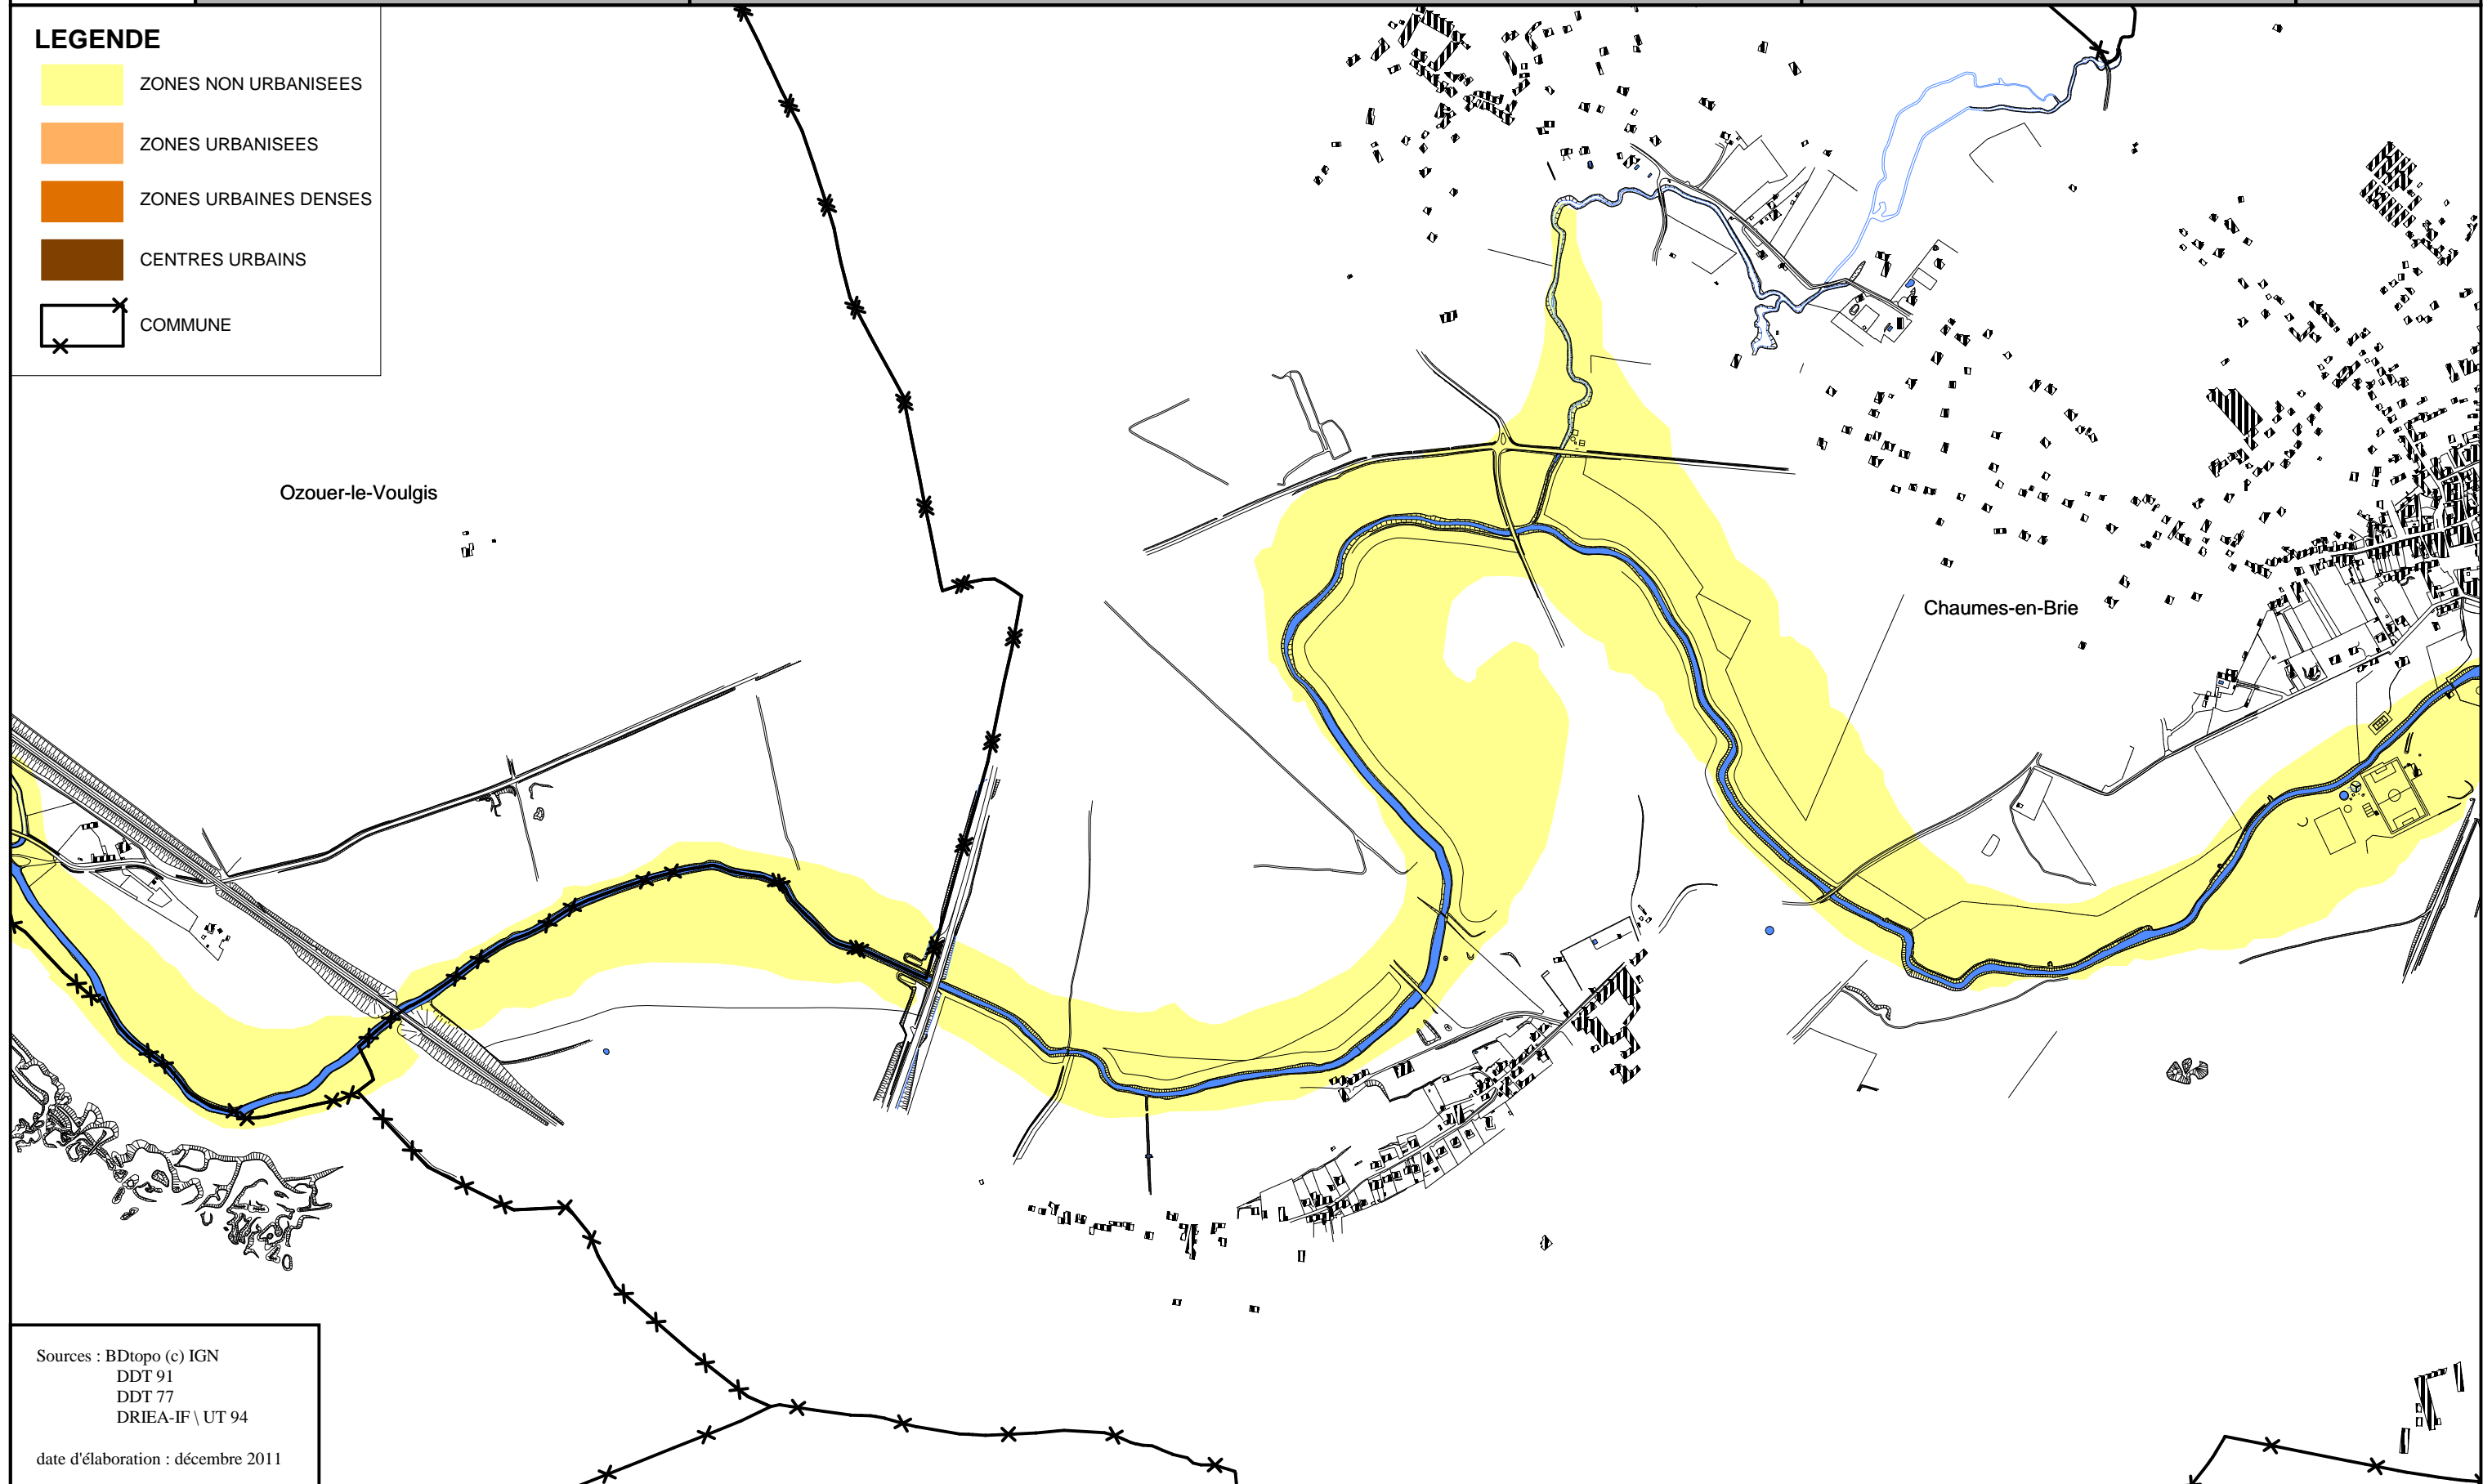 LEGENDE
ZONES NON URBANISEES
ZONES URBANISEES
ZONES URBAINES DENSES
CENTRES URBAINS
COMMUNE
Ozouer-le-Voulgis
Chaumes-en-Brie
Sources : BDtopo (c) IGN
DDT 91
DDT 77
DRIEA-IF \ UT 94
date d'élaboration : décembre 2011